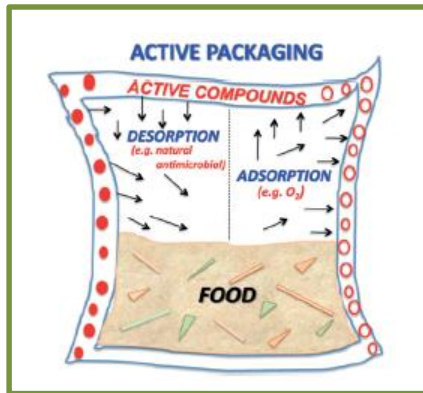 ACTIVE PACKAGING
ACTIVE COMPOUNDS
DESORPTION
(e.g. natural
antimicrobial)
ADSORPTION
(e.g. O₂)
FOOD